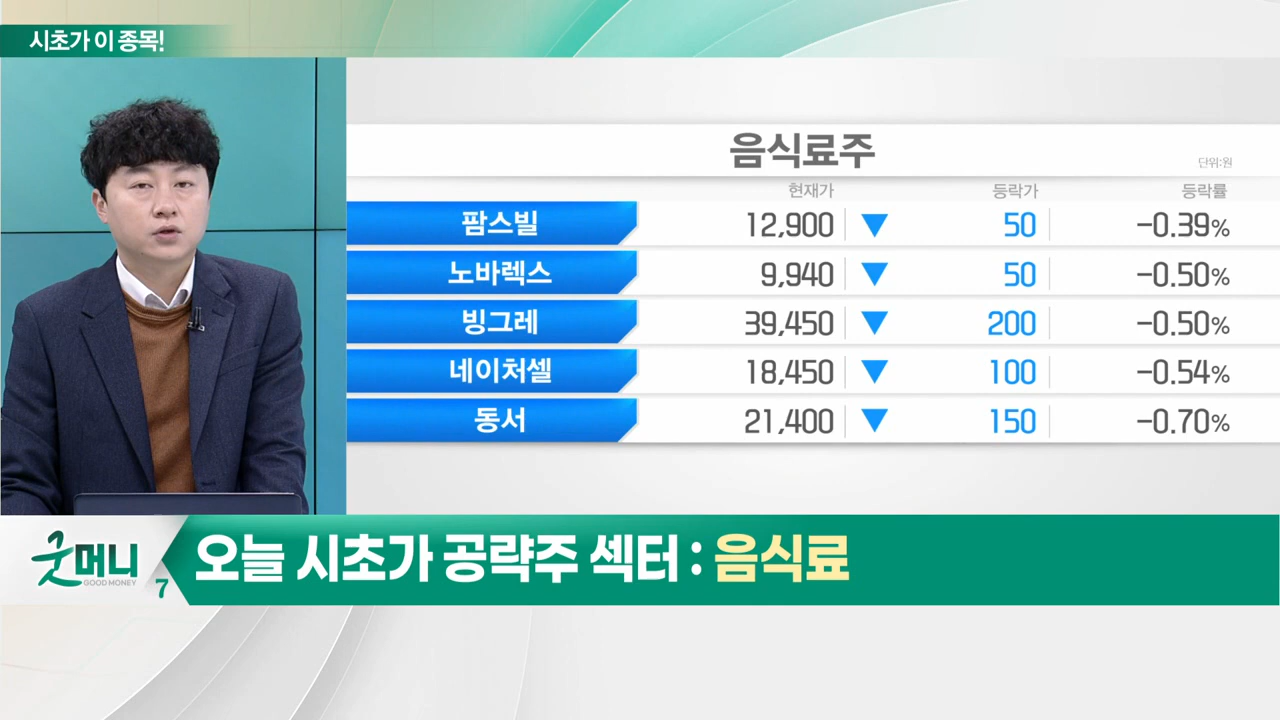 시초가 이 종목!
음식료주
단위:원
현재가 등락가 등락률
팜스빌 12,900 ▼ 50 -0.39%
노바렉스 9,940 ▼ 50 -0.50%
빙그레 39,450 ▼ 200 -0.50%
네이처셀 18,450 ▼ 100 -0.54%
동서 21,400 ▼ 150 -0.70%
굿머니
GOOD MONEY
7
오늘 시초가 공략주 섹터 : 음식료